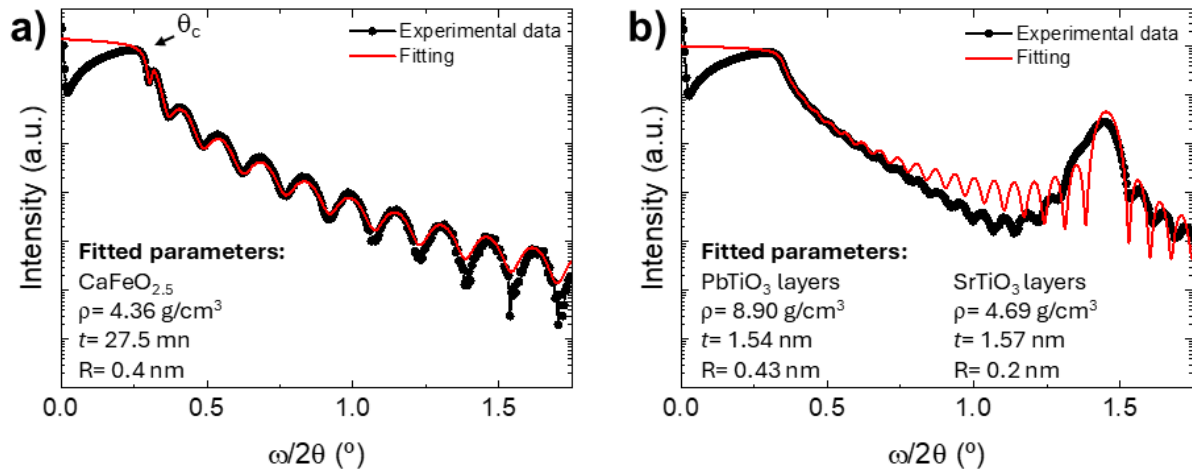 a)
θc
Experimental data
Fitting
Intensity (a.u.)
Fitted parameters:
CaFeO2.5
ρ= 4.36 g/cm3
t= 27.5 mn
R= 0.4 nm
0.0 0.5 1.0 1.5
ω/2θ (º)
b)
Experimental data
Fitting
Intensity (a.u.)
Fitted parameters:
PbTiO3 layers
ρ= 8.90 g/cm3
t= 1.54 nm
R= 0.43 nm
SrTiO3 layers
ρ= 4.69 g/cm3
t= 1.57 nm
R= 0.2 nm
0.0 0.5 1.0 1.5
ω/2θ (º)